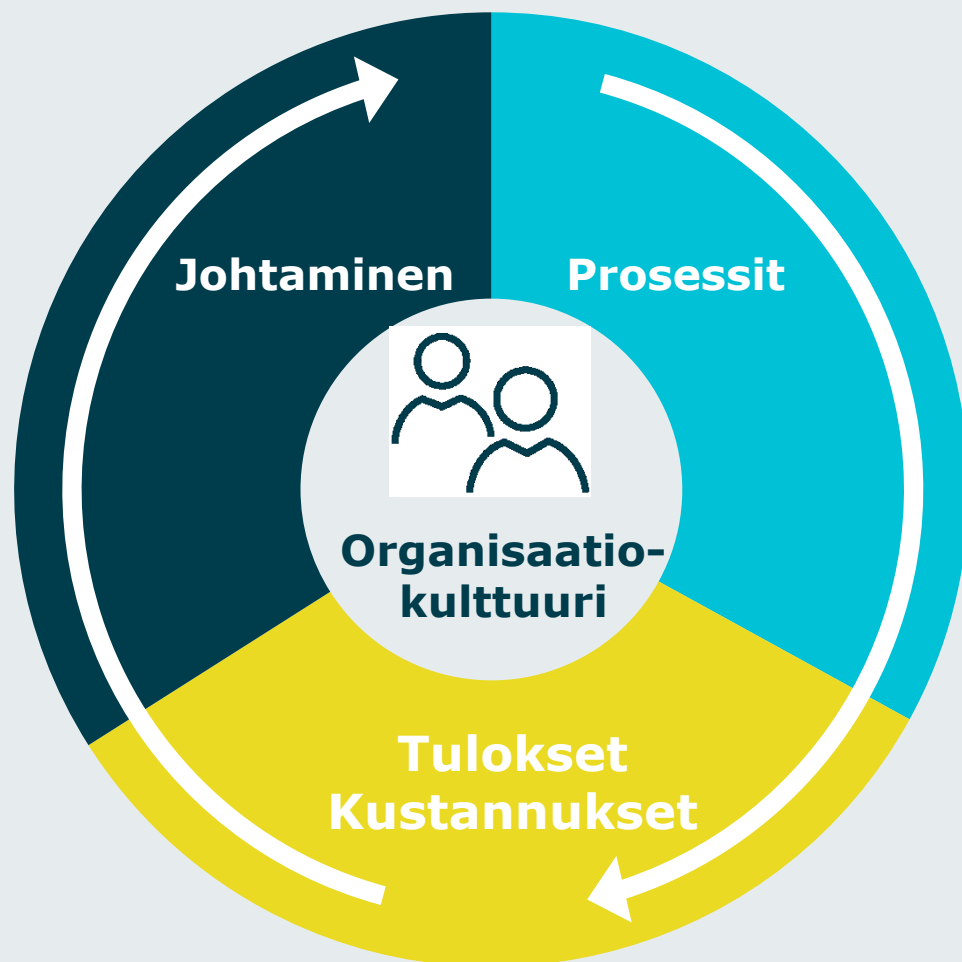 Johtaminen
Prosessit
Organisaatio-
kulttuuri
Tulokset
Kustannukset